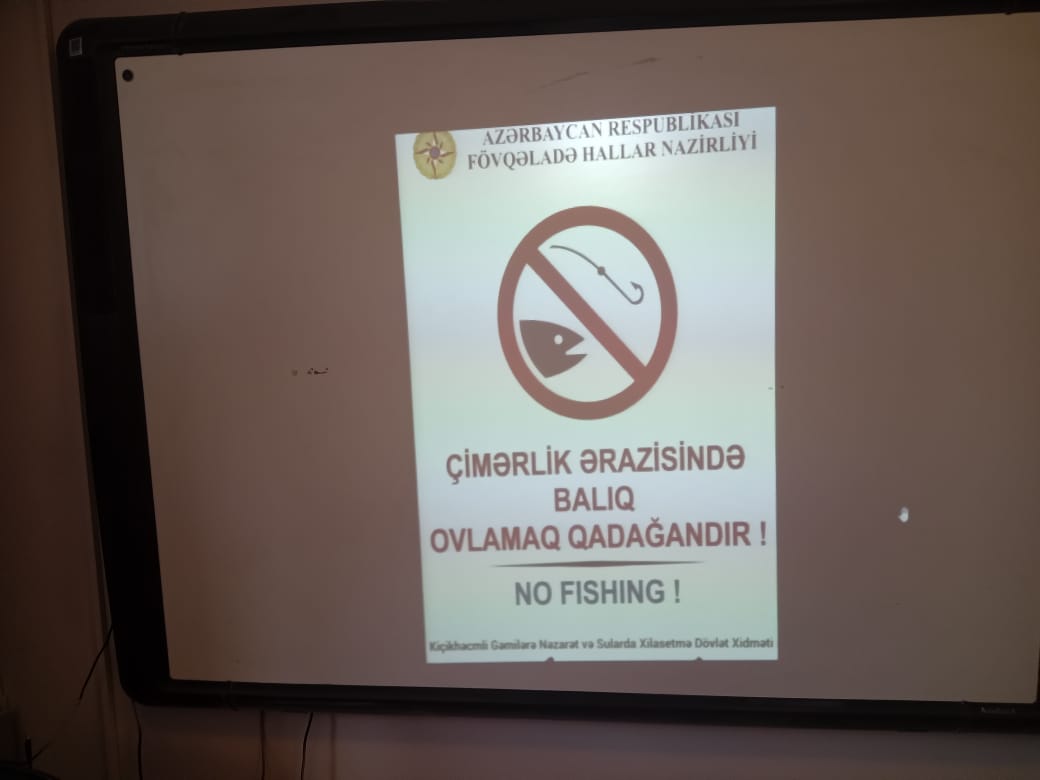 AZƏRBAYCAN RESPUBLİKASI
FÖVQƏLADƏ HALLAR NAZİRLİYİ
ÇİMƏRLİK ƏRAZİSİNDƏ
BALIQ
OVLAMAQ QADAĞANDIR !
NO FISHING !
Kiçikhəcmli Gəmilərə Nəzarət və Sularda Xilasetmə Dövlət Xidməti